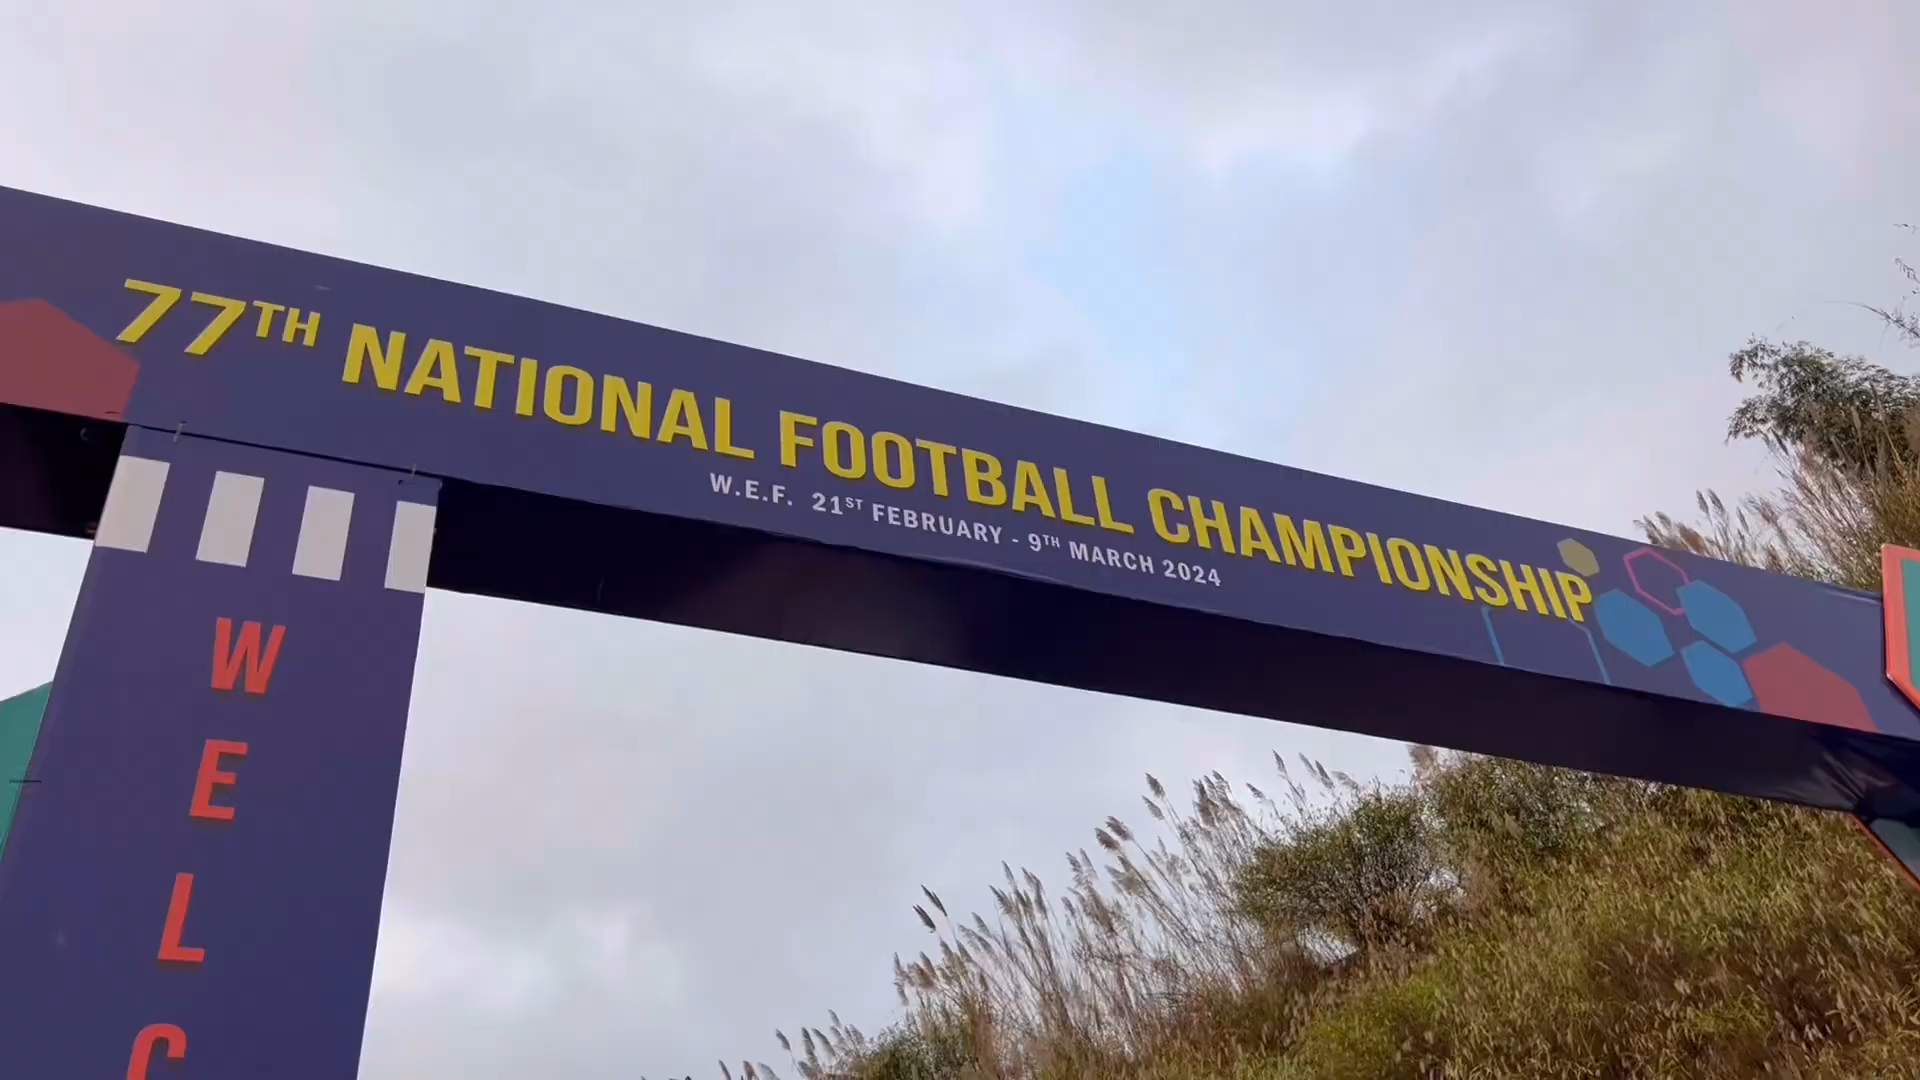 77TH NATIONAL FOOTBALL CHAMPIONSHIP
W.E.F. 21ST FEBRUARY - 9TH MARCH 2024
W
E
L
C